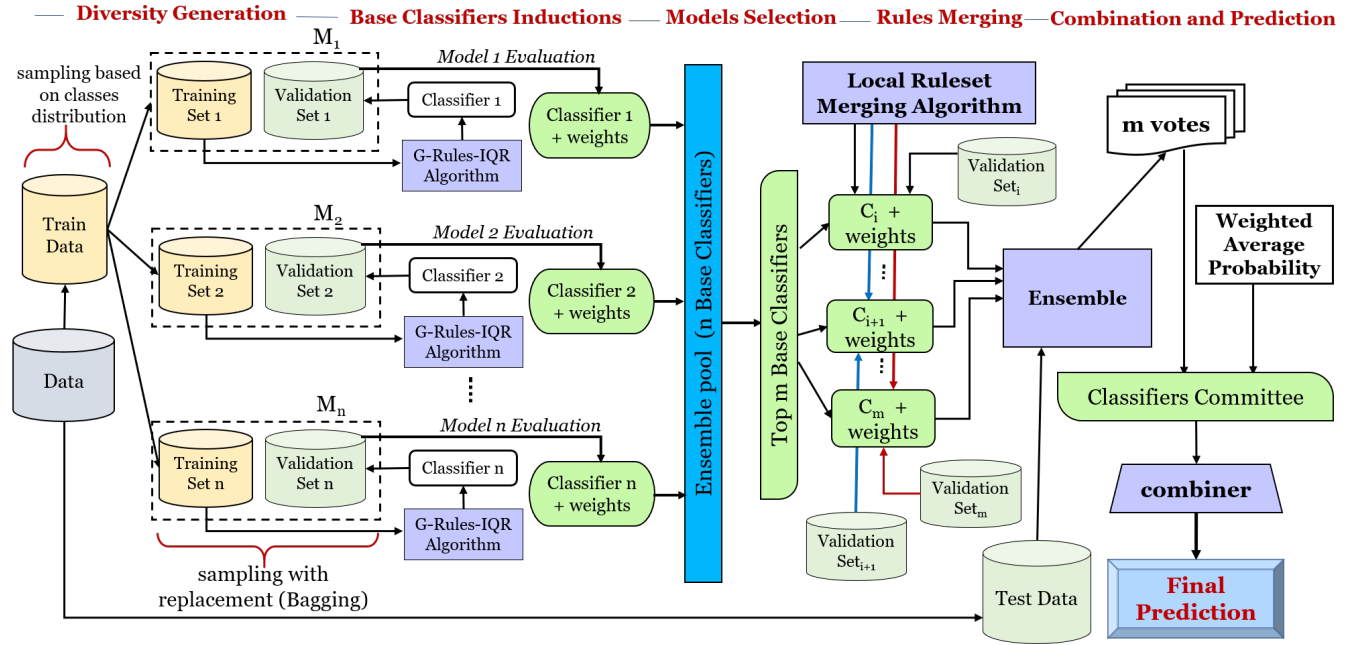 Diversity Generation
Base Classifiers Inductions
Models Selection
Rules Merging
Combination and Prediction
sampling based
on classes
distribution
Train
Data
Data
M1
Training
Set 1
Validation
Set 1
Model 1 Evaluation
Classifier 1
G-Rules-IQR
Algorithm
Classifier 1
+ weights
M2
Training
Set 2
Validation
Set 2
Model 2 Evaluation
Classifier 2
G-Rules-IQR
Algorithm
Classifier 2
+ weights
Mn
Training
Set n
Validation
Set n
Model n Evaluation
Classifier n
G-Rules-IQR
Algorithm
Classifier n
+ weights
sampling with
replacement (Bagging)
Ensemble pool (n Base Classifiers)
Top m Base Classifiers
Local Ruleset
Merging Algorithm
Validation
Seti
Ci +
weights
...
Ci+1 +
weights
...
Cm +
weights
Validation
Setm
Validation
Seti+1
Ensemble
Test Data
m votes
Weighted
Average
Probability
Classifiers Committee
combiner
Final
Prediction